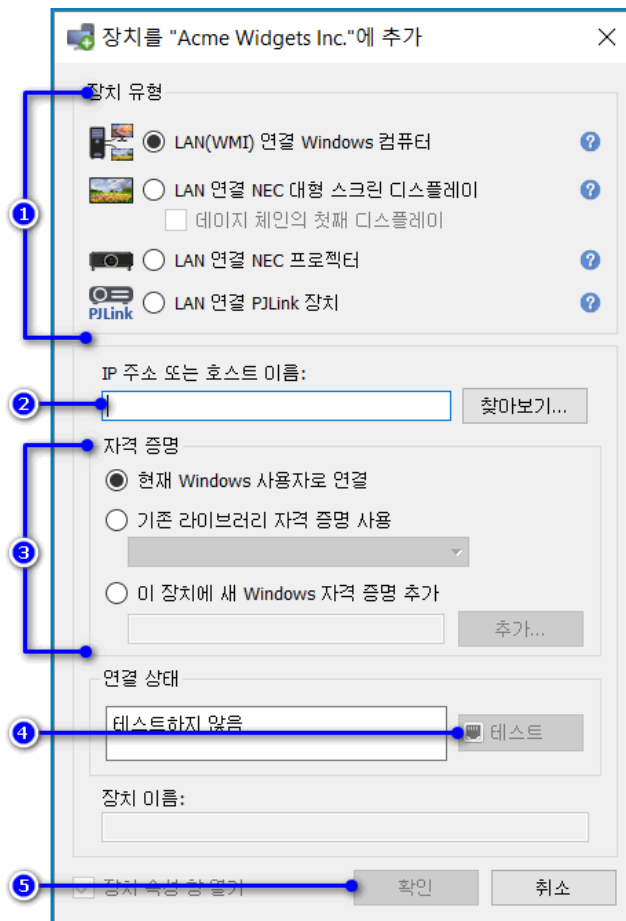 장치를 "Acme Widgets Inc."에 추가
장치 유형
1
LAN(WMI) 연결 Windows 컴퓨터
LAN 연결 NEC 대형 스크린 디스플레이
데이지 체인의 첫째 디스플레이
LAN 연결 NEC 프로젝터
PJLink
LAN 연결 PJLink 장치
IP 주소 또는 호스트 이름:
2
찾아보기...
자격 증명
현재 Windows 사용자로 연결
기존 라이브러리 자격 증명 사용
3
이 장치에 새 Windows 자격 증명 추가
추가...
연결 상태
테스트하지 않음
4
테스트
장치 이름:
5
장치 속성 창 열기
확인
취소